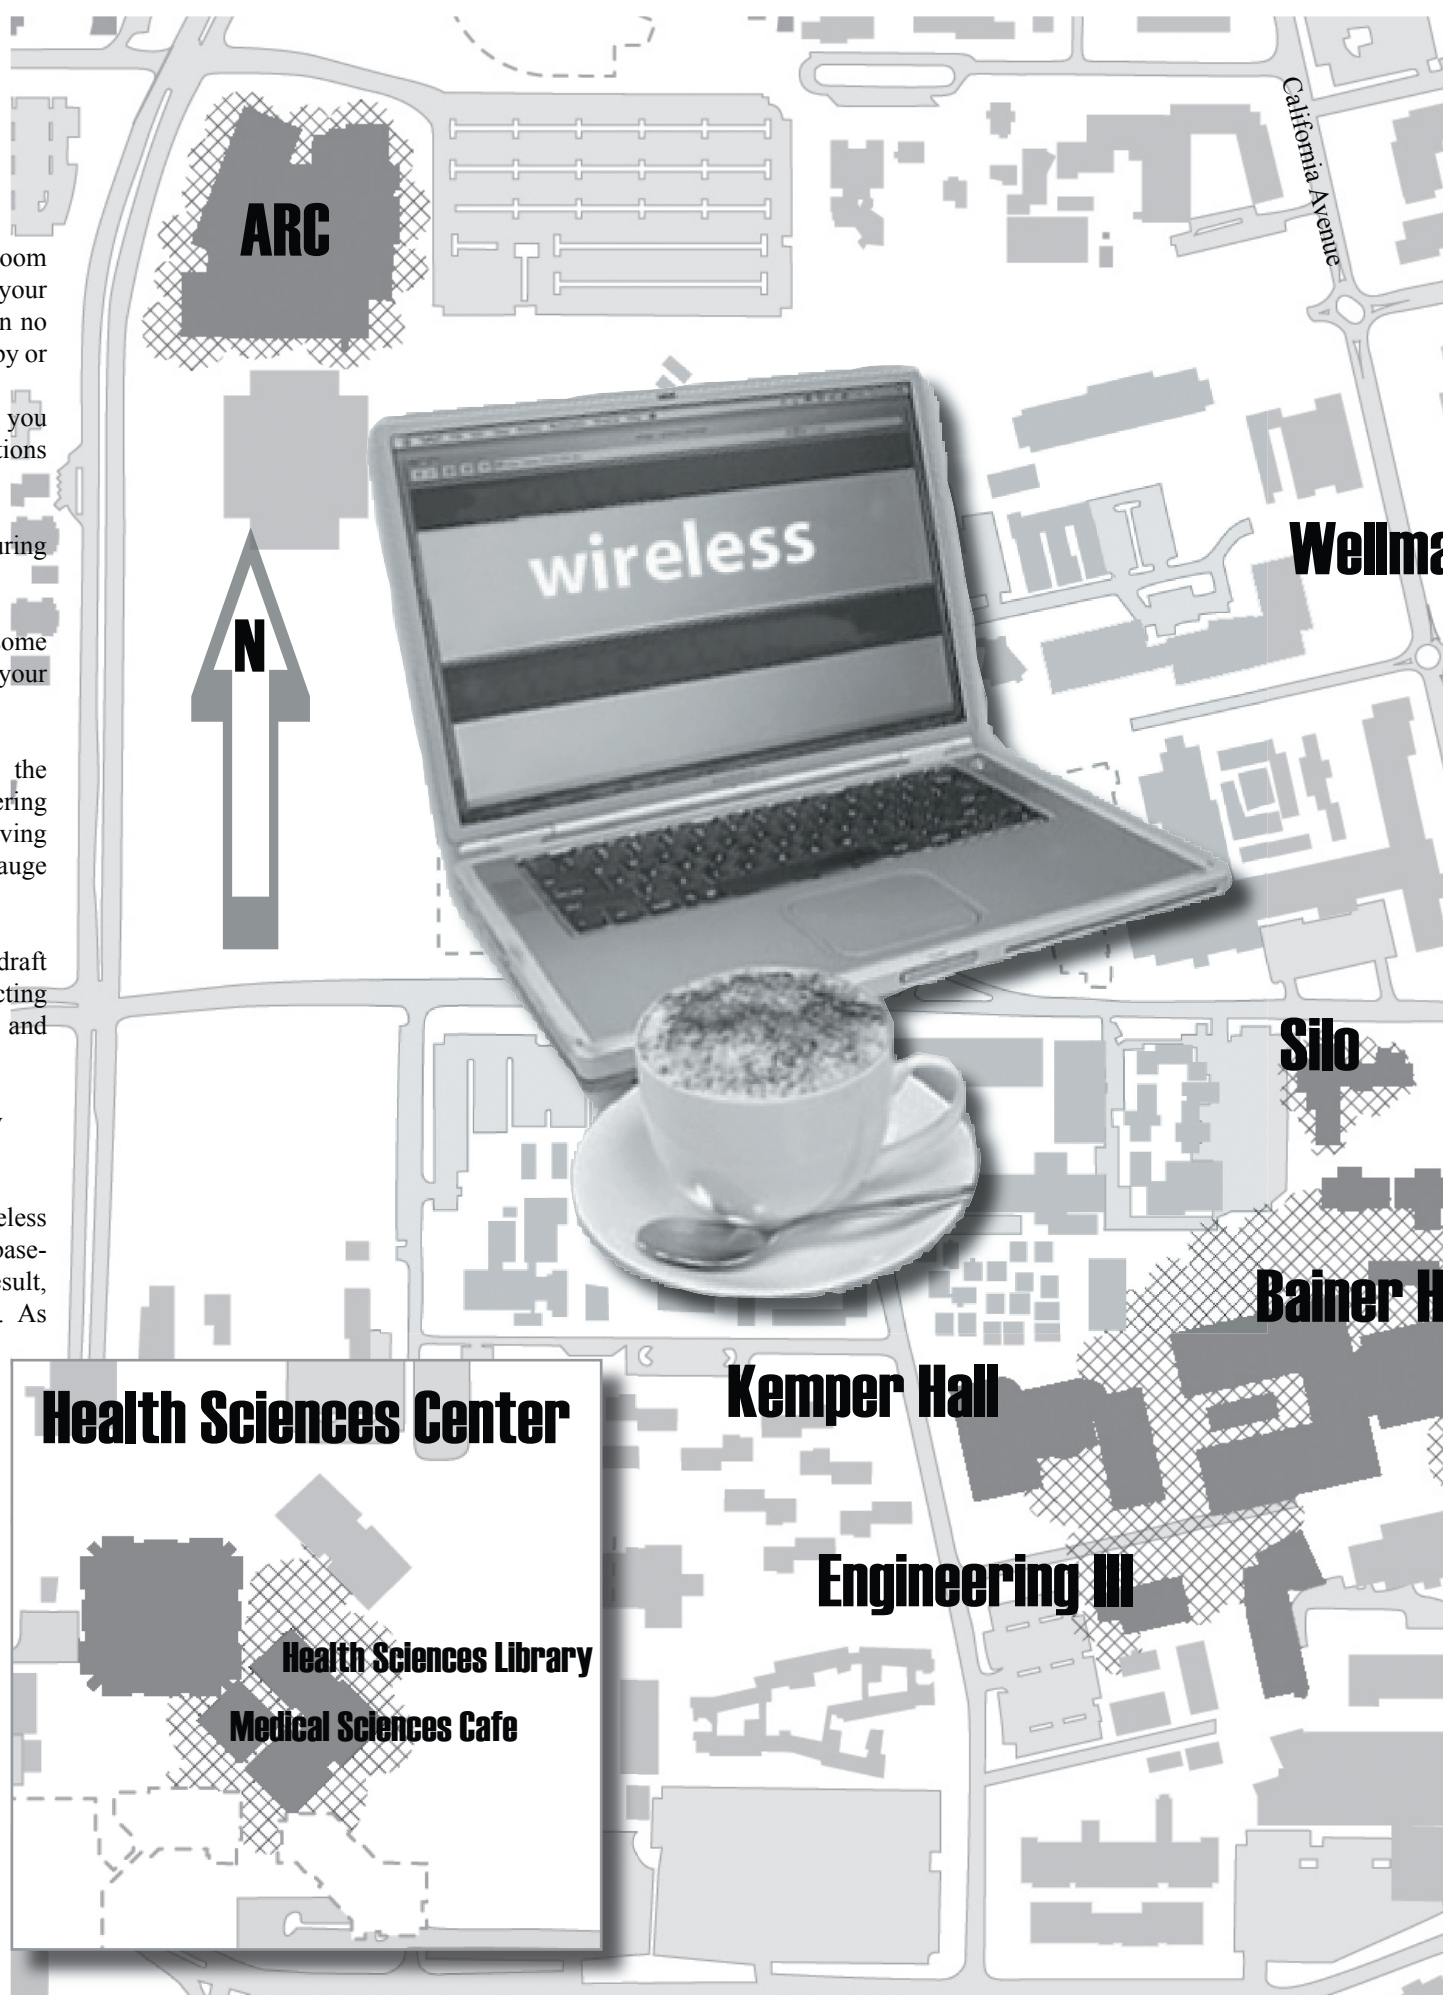 California Avenue
ARC
oom
your
n no
by or
you
tions
uring
some
your
the
ering
ving
auge
draft
cting
and
eless
base-
esult,
. As
wireless
N
Wellma
Silo
Bainer H
Kemper Hall
Engineering III
Health Sciences Center
Health Sciences Library
Medical Sciences Cafe